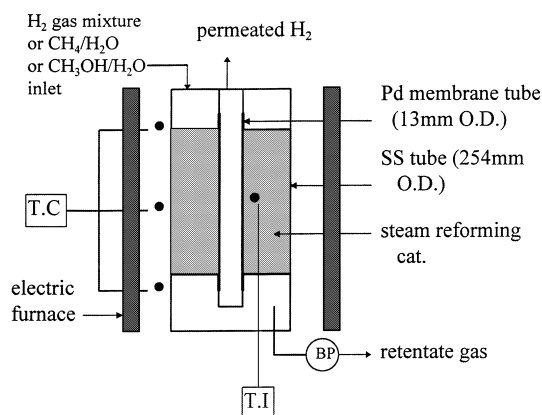 H₂ gas mixture
or CH₄/H₂O
or CH₃OH/H₂O
inlet
permeated H₂
Pd membrane tube
(13mm O.D.)
SS tube (254mm
O.D.)
T.C
steam reforming
cat.
electric
furnace
BP
retentate gas
T.I